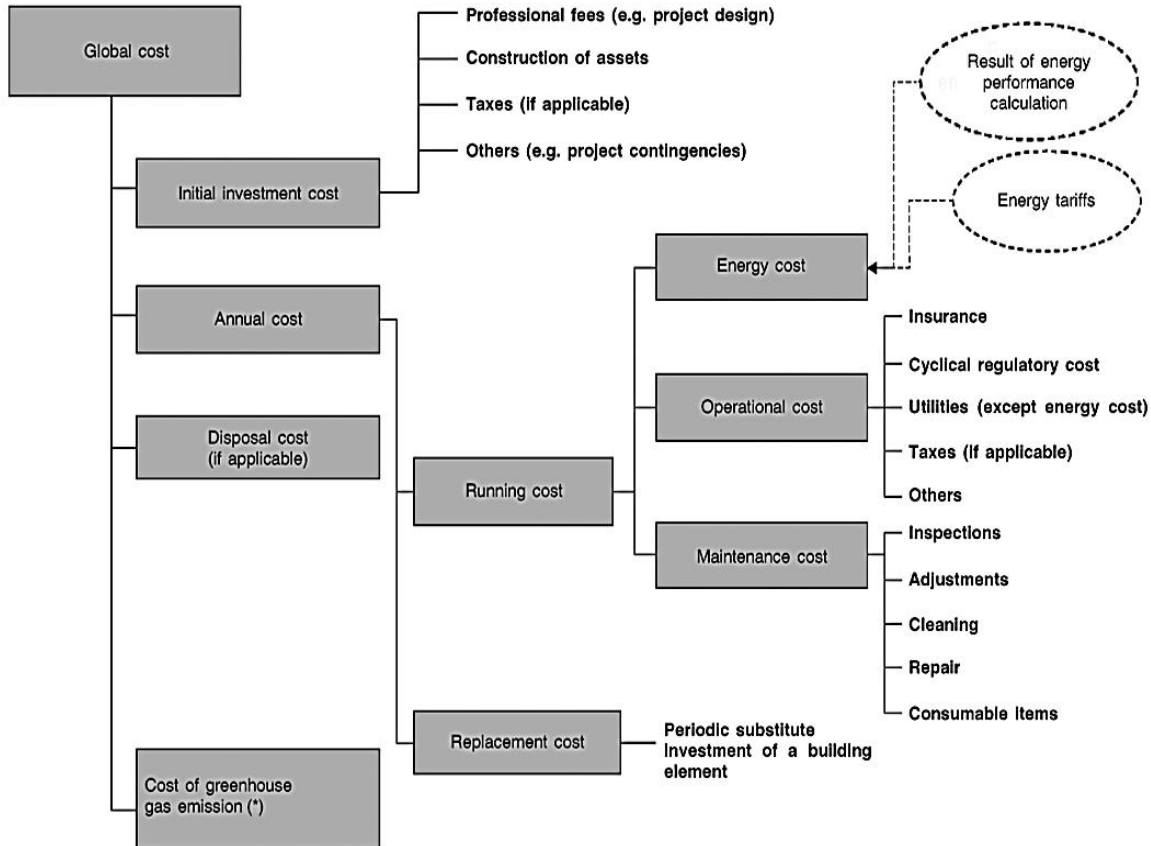 Global cost
Professional fees (e.g. project design)
Construction of assets
Taxes (if applicable)
Others (e.g. project contingencies)
Result of energy
performance
calculation
Initial investment cost
Energy tariffs
Energy cost
Annual cost
Insurance
Cyclical regulatory cost
Operational cost
Utilities (except energy cost)
Taxes (if applicable)
Others
Disposal cost
(if applicable)
Running cost
Maintenance cost
Inspections
Adjustments
Cleaning
Repair
Consumable items
Replacement cost
Periodic substitute
investment of a building
element
Cost of greenhouse
gas emission (*)